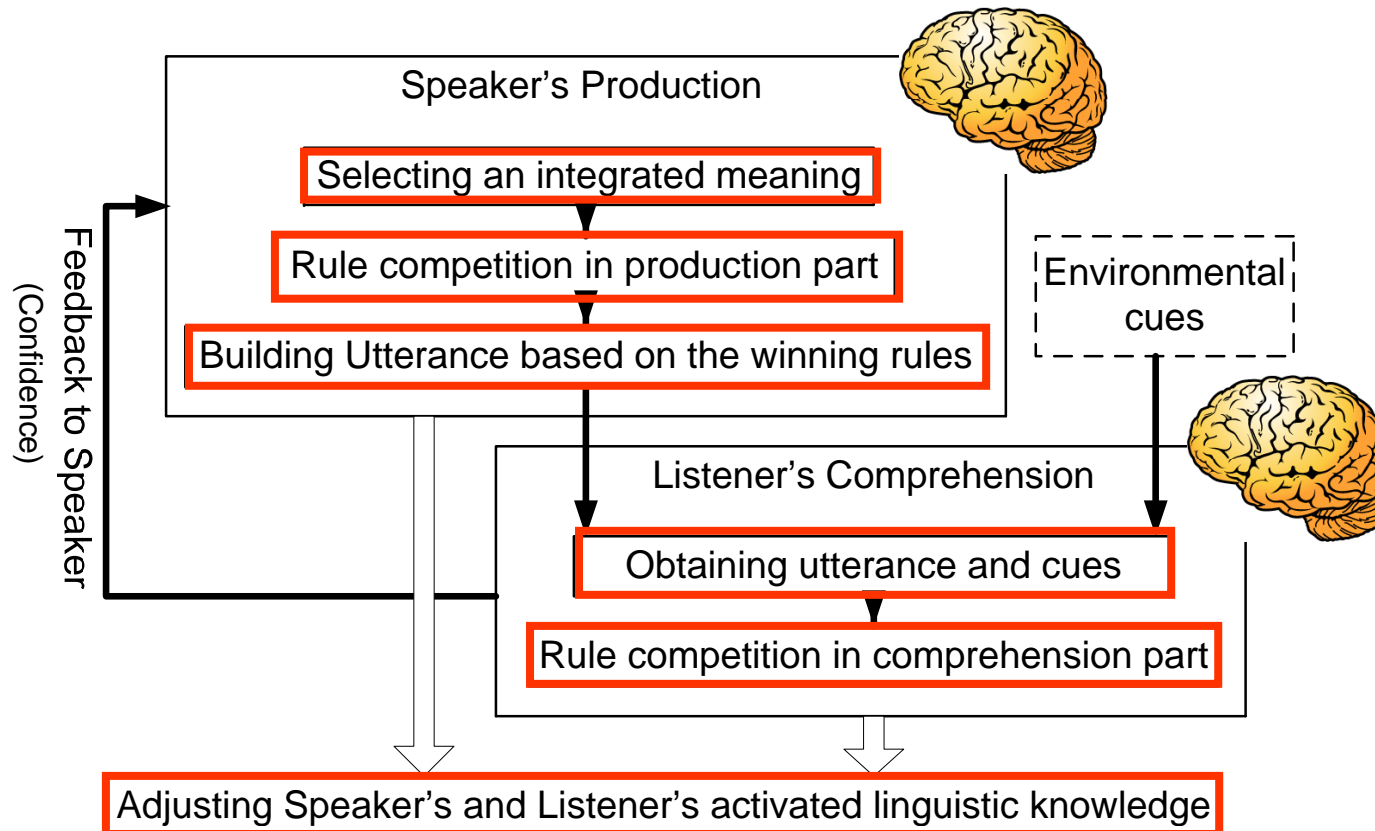 Speaker’s Production
Selecting an integrated meaning
Rule competition in production part
Building Utterance based on the winning rules
Environmental
cues
Feedback to Speaker
(Confidence)
Listener’s Comprehension
Obtaining utterance and cues
Rule competition in comprehension part
Adjusting Speaker’s and Listener’s activated linguistic knowledge